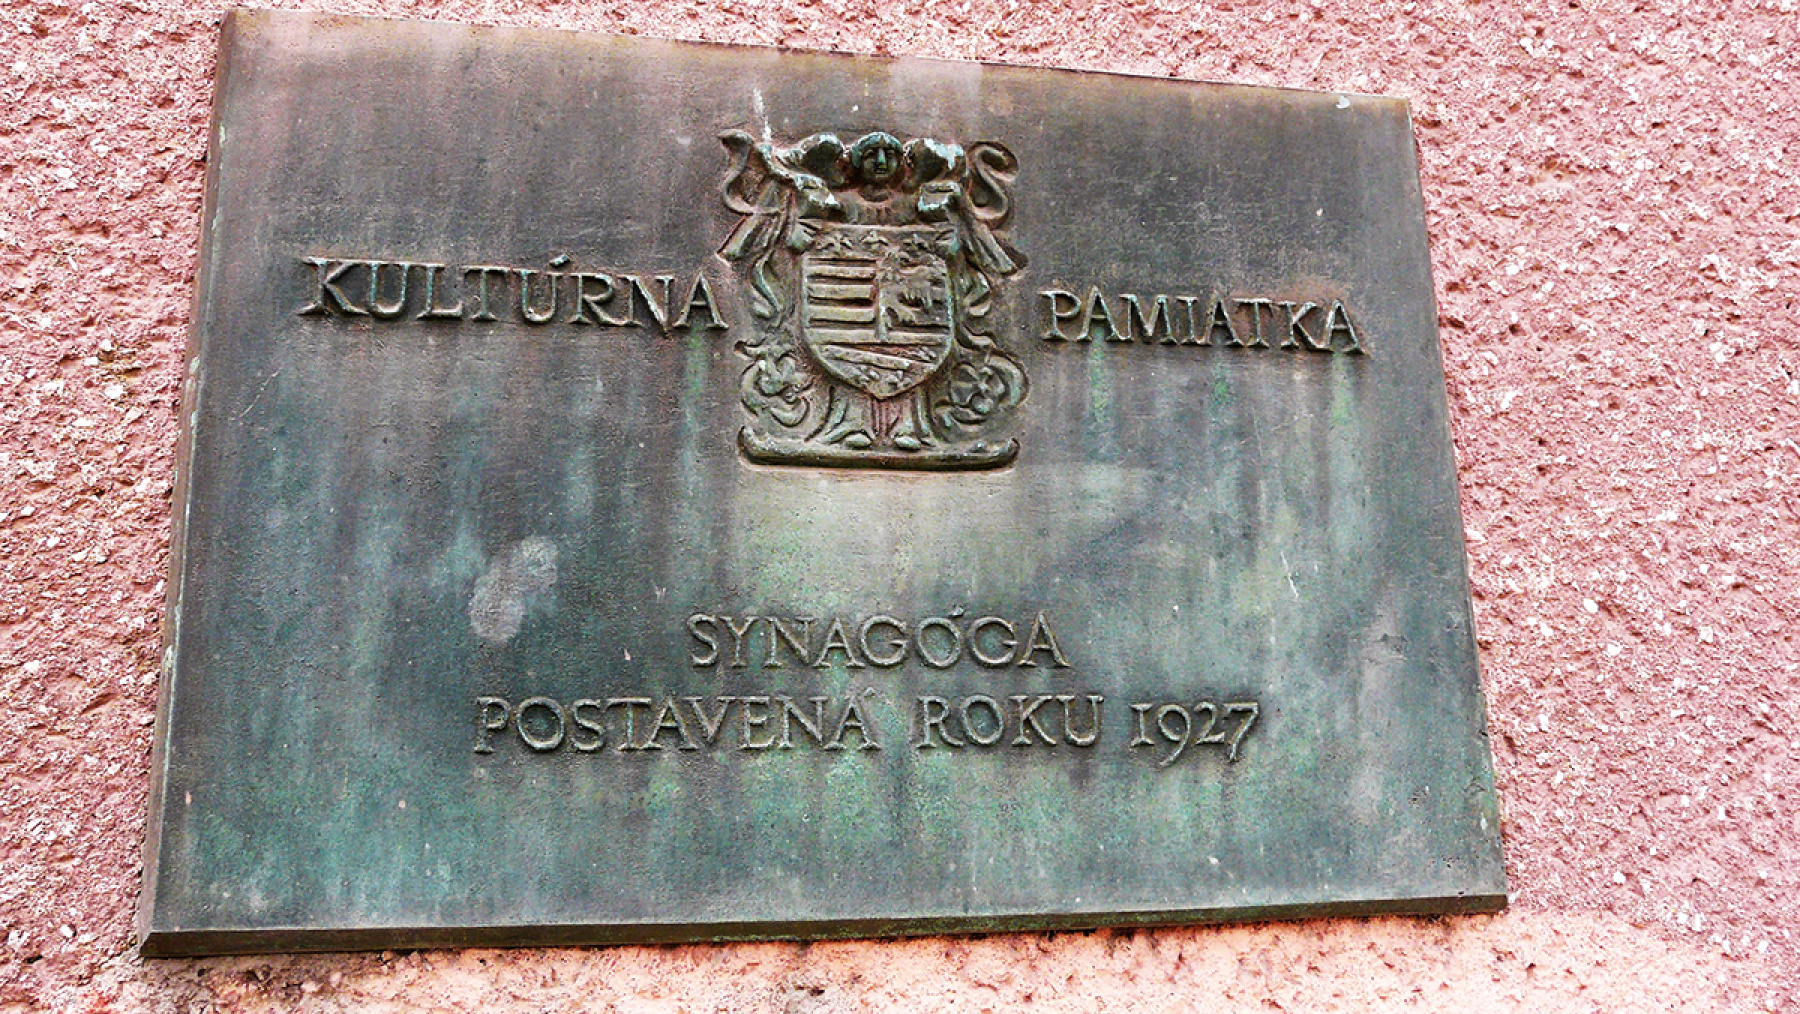 KULTÚRNA PAMIATKA
SYNAGÓGA
POSTAVENÁ ROKU 1927